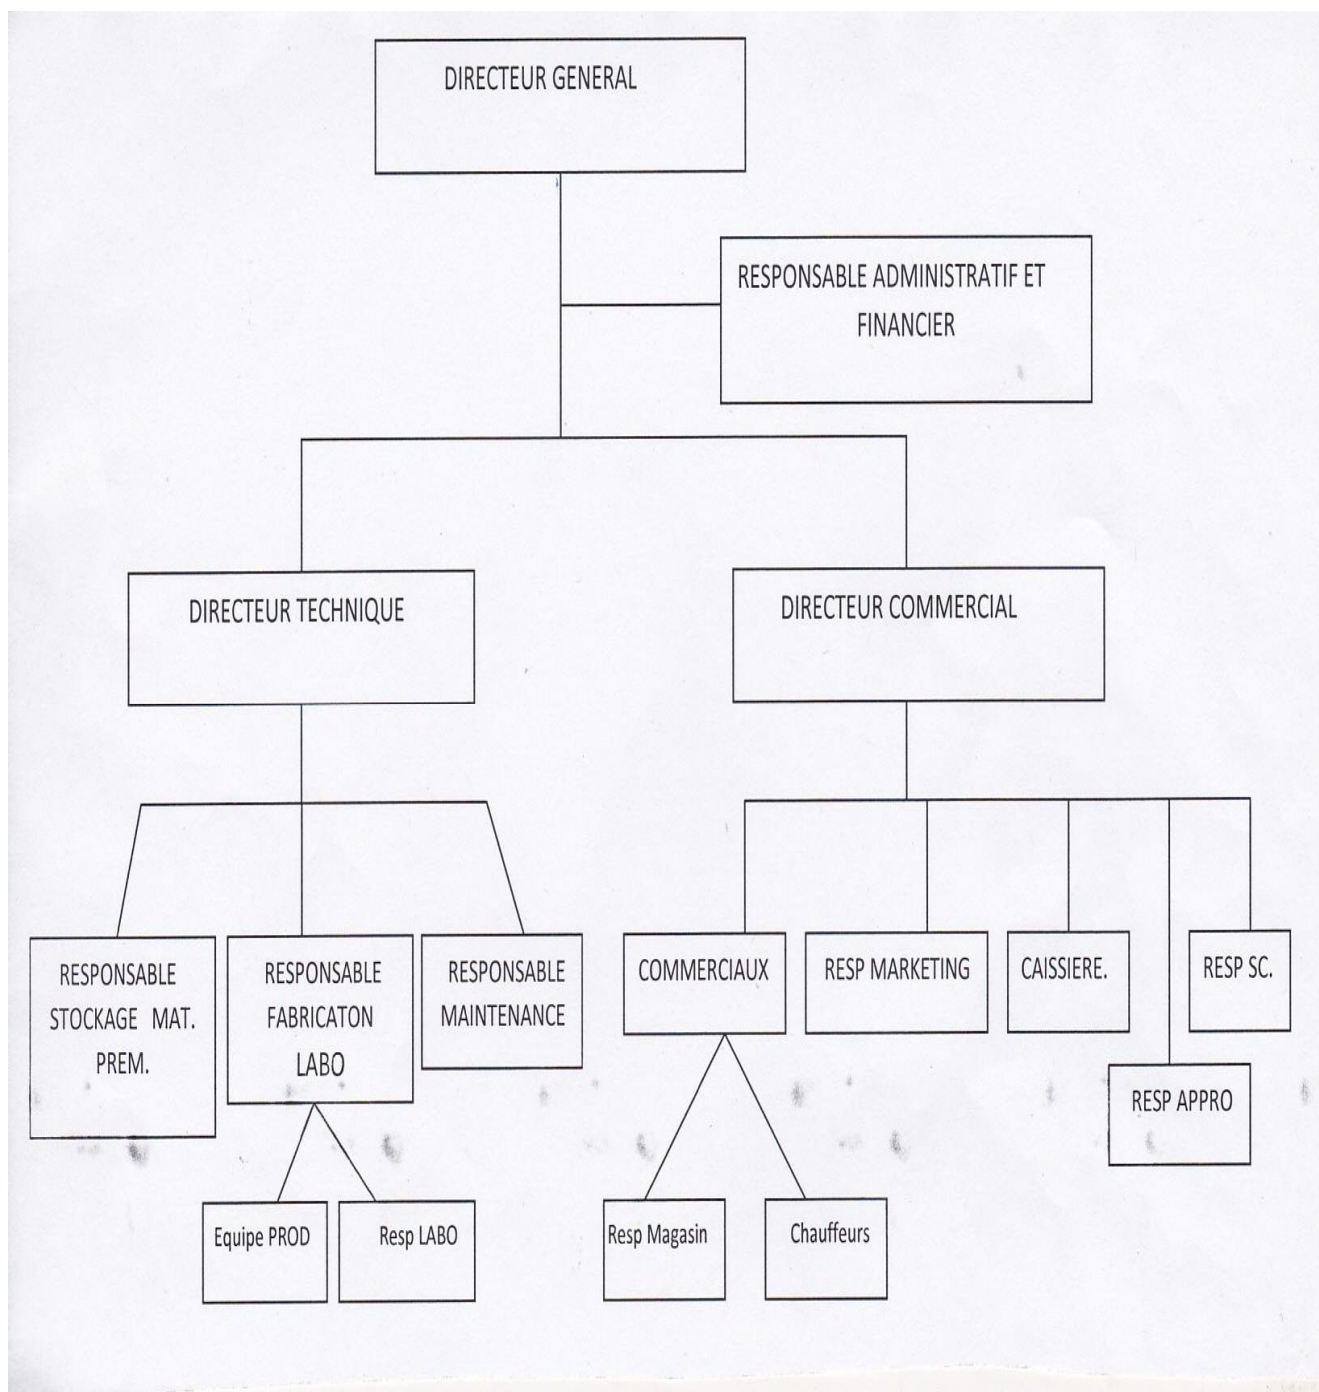 DIRECTEUR GENERAL
RESPONSABLE ADMINISTRATIF ET
FINANCIER
DIRECTEUR TECHNIQUE
DIRECTEUR COMMERCIAL
RESPONSABLE
STOCKAGE MAT.
PREM.
RESPONSABLE
FABRICATON
LABO
RESPONSABLE
MAINTENANCE
COMMERCIAUX
RESP MARKETING
CAISSIERE.
RESP SC.
RESP APPRO
Equipe PROD
Resp LABO
Resp Magasin
Chauffeurs